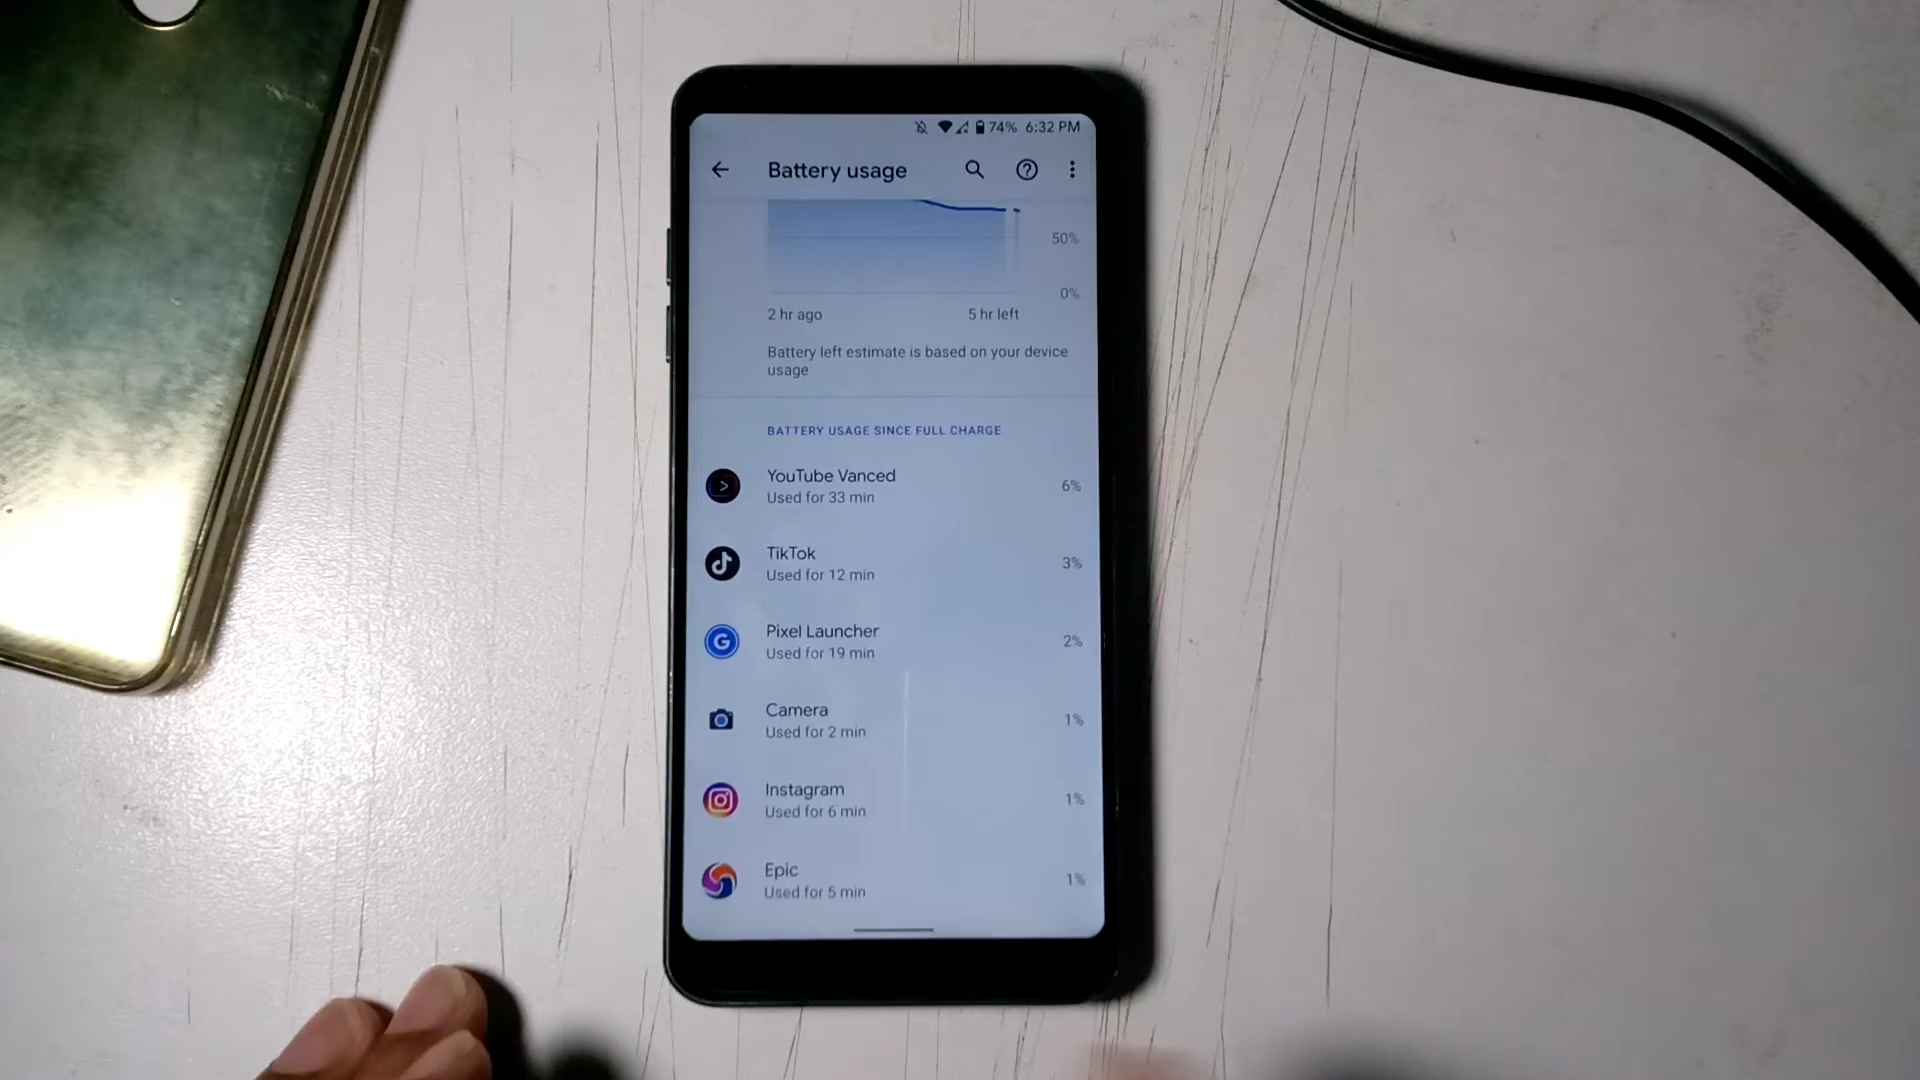 74% 6:32 PM
Battery usage
50%
0%
2 hr ago 5 hr left
Battery left estimate is based on your device
usage
BATTERY USAGE SINCE FULL CHARGE
YouTube Vanced
Used for 33 min
6%
TikTok
Used for 12 min
3%
Pixel Launcher
Used for 19 min
2%
Camera
Used for 2 min
1%
Instagram
Used for 6 min
1%
Epic
Used for 5 min
1%